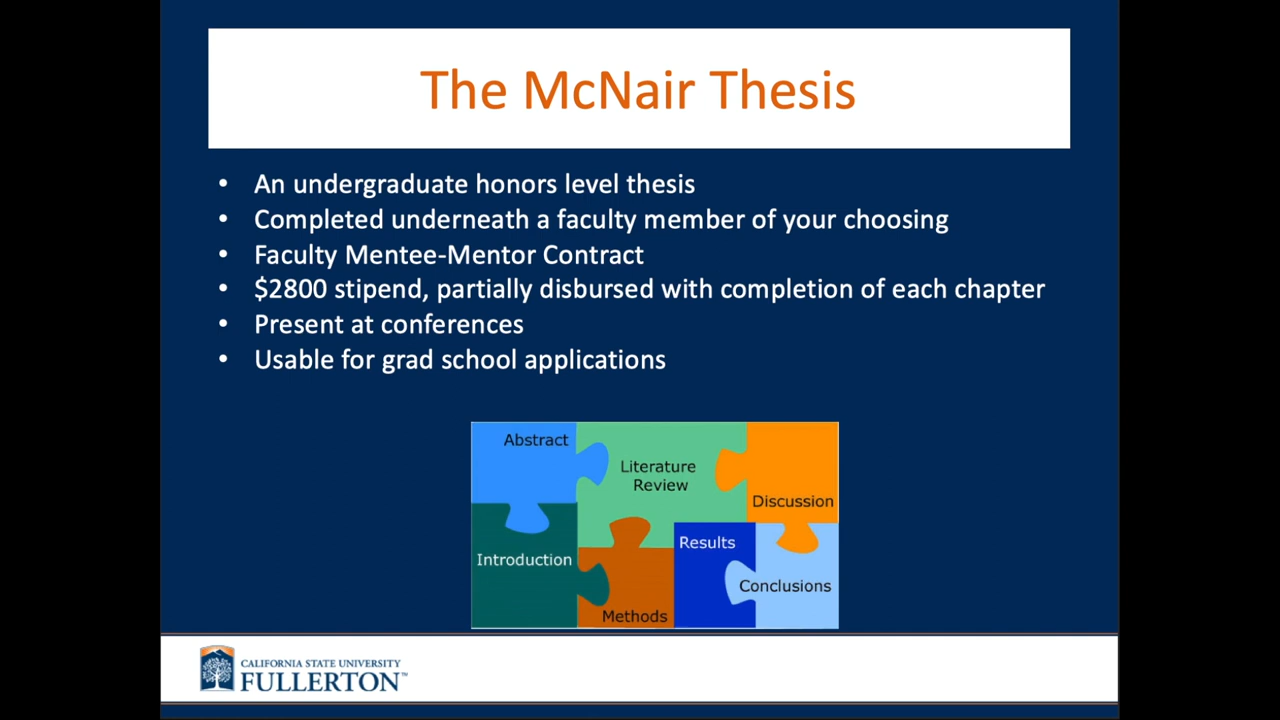 The McNair Thesis
• An undergraduate honors level thesis
• Completed underneath a faculty member of your choosing
• Faculty Mentee-Mentor Contract
• $2800 stipend, partially disbursed with completion of each chapter
• Present at conferences
• Usable for grad school applications
Abstract
Literature
Review
Discussion
Introduction
Results
Conclusions
Methods
CALIFORNIA STATE UNIVERSITY
FULLERTON™